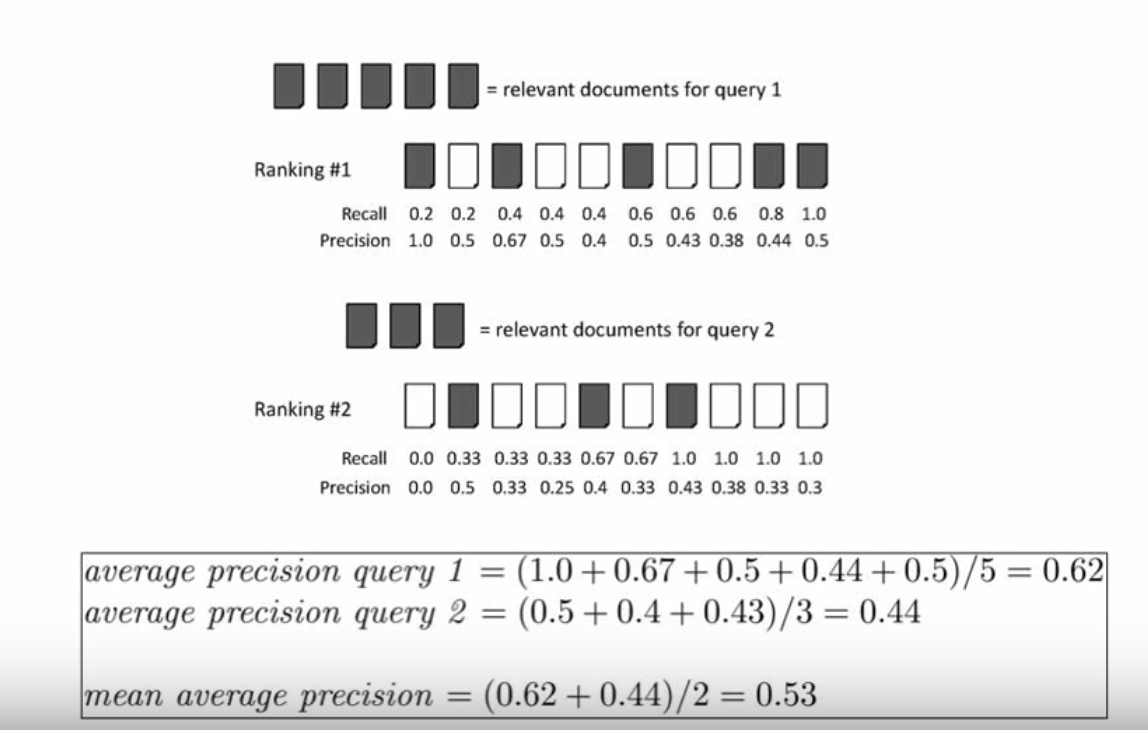 = relevant documents for query 1
Ranking #1
Recall 0.2 0.2 0.4 0.4 0.4 0.6 0.6 0.6 0.8 1.0
Precision 1.0 0.5 0.67 0.5 0.4 0.5 0.43 0.38 0.44 0.5
= relevant documents for query 2
Ranking #2
Recall 0.0 0.33 0.33 0.33 0.67 0.67 1.0 1.0 1.0 1.0
Precision 0.0 0.5 0.33 0.25 0.4 0.33 0.43 0.38 0.33 0.3
average precision query 1 = (1.0 + 0.67 + 0.5 + 0.44 + 0.5)/5 = 0.62
average precision query 2 = (0.5 + 0.4 + 0.43)/3 = 0.44
mean average precision = (0.62 + 0.44)/2 = 0.53